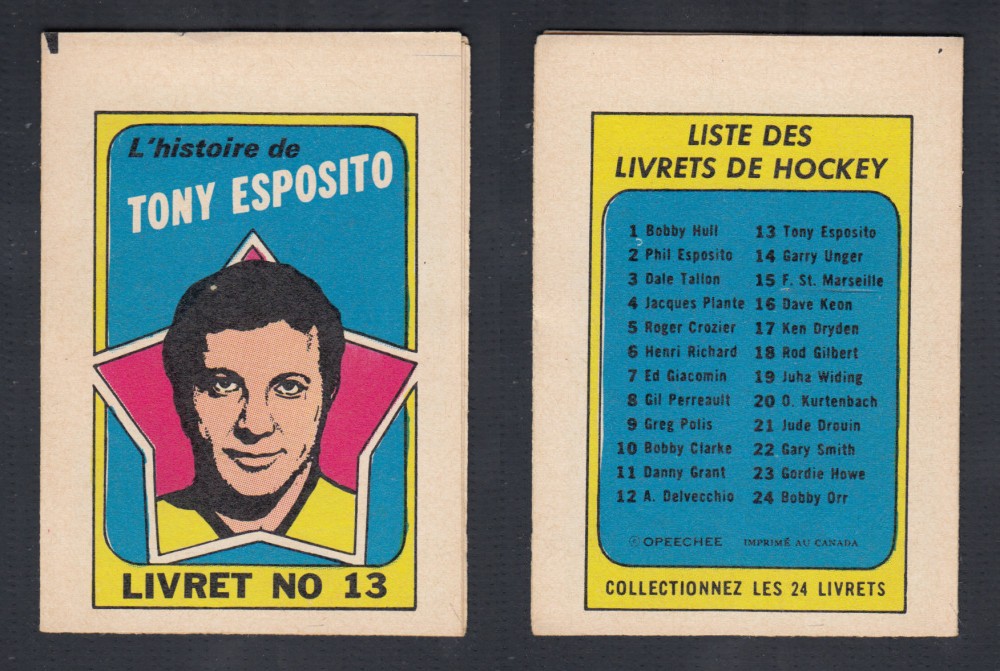 L'histoire de
TONY ESPOSITO
LIVRET NO 13
LISTE DES
LIVRETS DE HOCKEY
1 Bobby Hull
2 Phil Esposito
3 Dale Tallon
4 Jacques Plante
5 Roger Crozier
6 Henri Richard
7 Ed Giacomin
8 Gil Perreault
9 Greg Polis
10 Bobby Clarke
11 Danny Grant
12 A. Delvecchio
13 Tony Esposito
14 Garry Unger
15 F. St. Marseille
16 Dave Keon
17 Ken Dryden
18 Rod Gilbert
19 Juha Widing
20 O. Kurtenbach
21 Jude Drouin
22 Gary Smith
23 Gordie Howe
24 Bobby Orr
© OPEECHEE IMPRIMÉ AU CANADA
COLLECTIONNEZ LES 24 LIVRETS